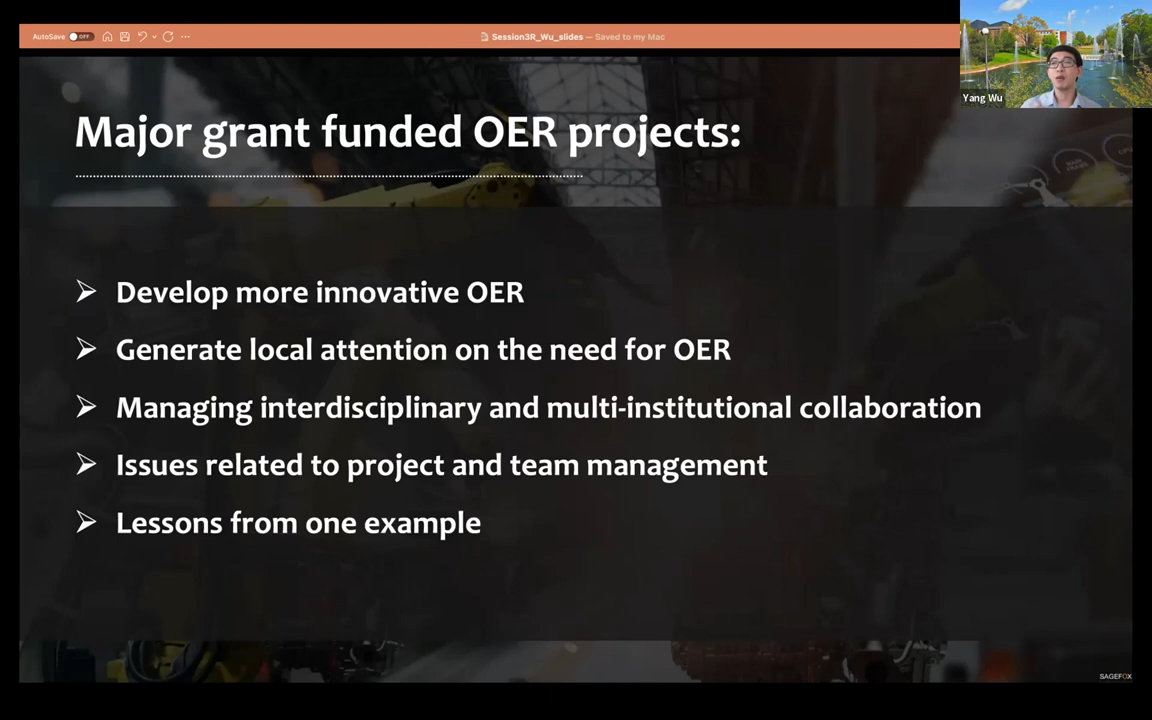 AutoSave OFF
Session3R_Wu_slides — Saved to my Mac
Yang Wu
Major grant funded OER projects:
➢ Develop more innovative OER
➢ Generate local attention on the need for OER
➢ Managing interdisciplinary and multi-institutional collaboration
➢ Issues related to project and team management
➢ Lessons from one example
SAGEFOX